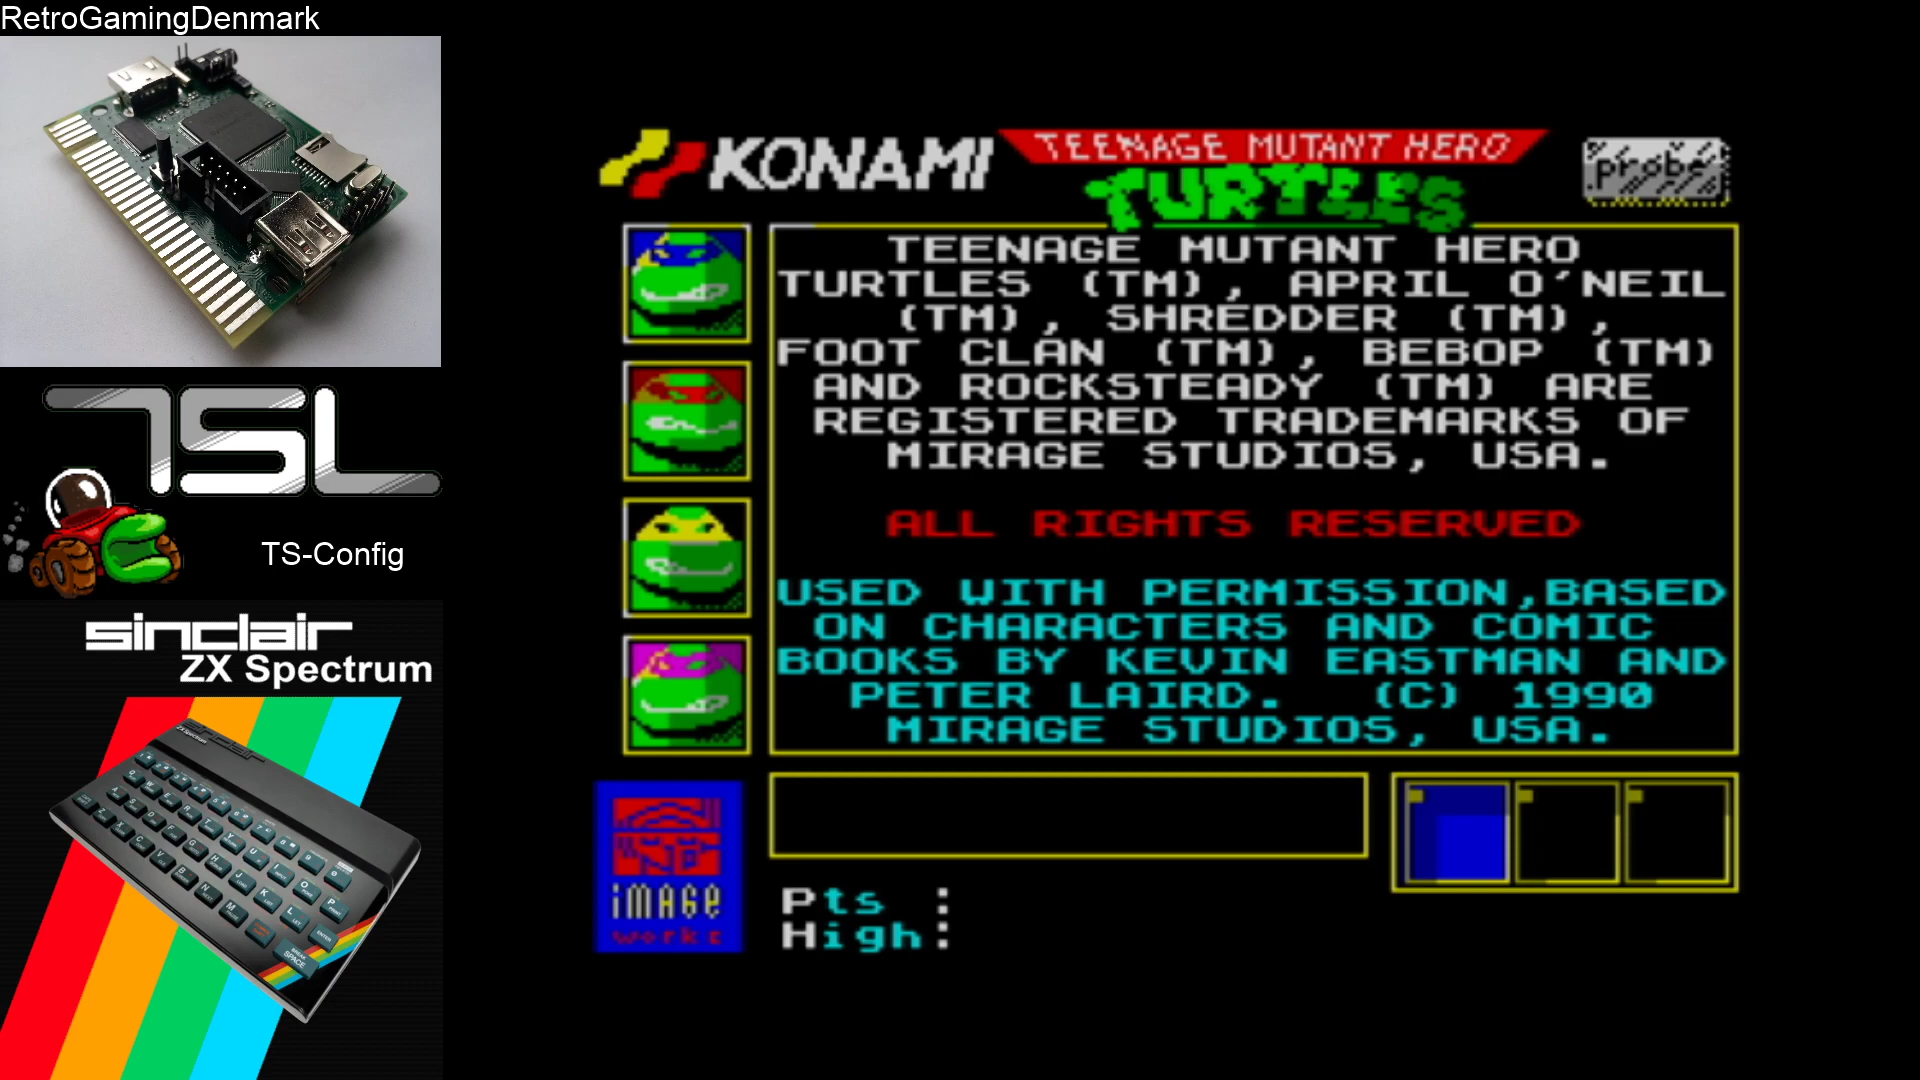 RetroGamingDenmark
TSL
TS-Config
sinclair
ZX Spectrum
KONAMI
TEENAGE MUTANT HERO
TURTLES
probe
TEENAGE MUTANT HERO
TURTLES (TM), APRIL O'NEIL
(TM), SHREDDER (TM),
FOOT CLAN (TM), BEBOP (TM)
AND ROCKSTEADY (TM) ARE
REGISTERED TRADEMARKS OF
MIRAGE STUDIOS, USA.
ALL RIGHTS RESERVED
USED WITH PERMISSION,BASED
ON CHARACTERS AND COMIC
BOOKS BY KEVIN EASTMAN AND
PETER LAIRD. (C) 1990
MIRAGE STUDIOS, USA.
iMAGE
works
Pts :
High: